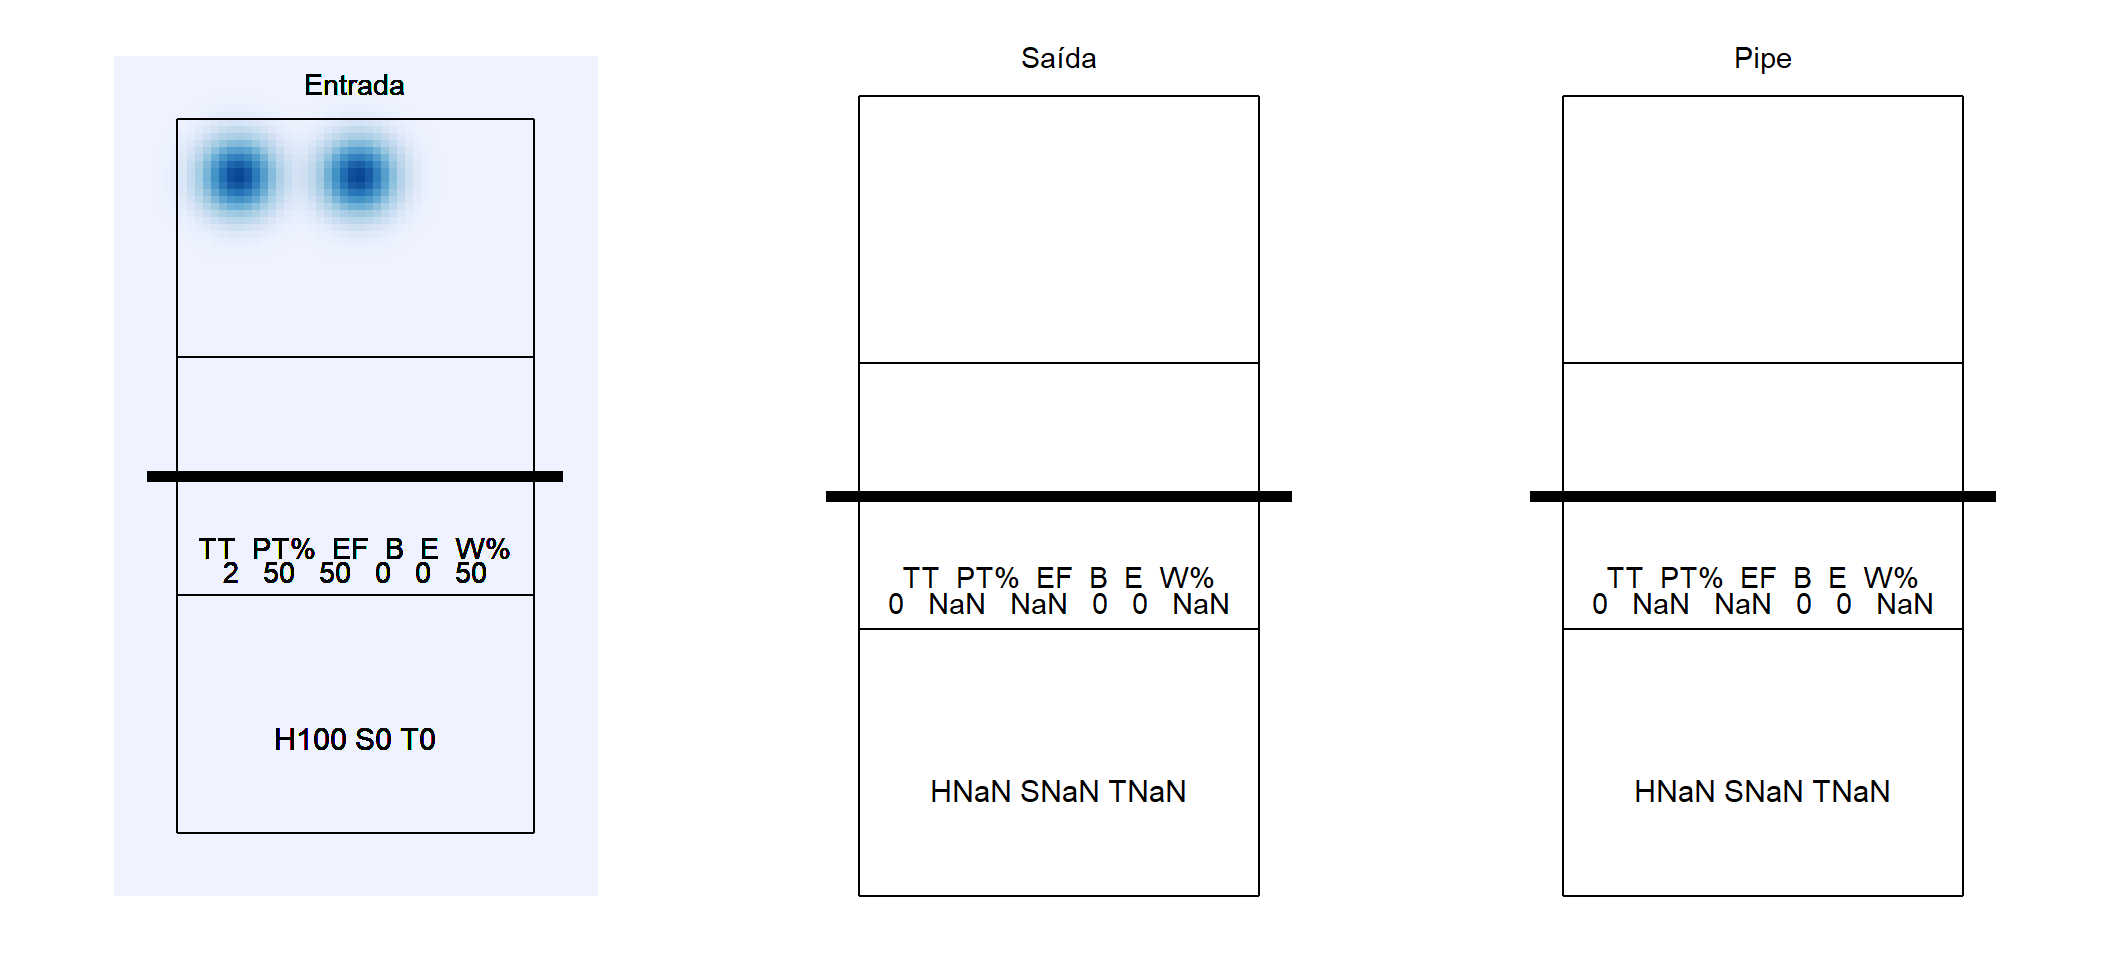 Entrada
TT PT% EF B E W%
2 50 50 0 0 50
H100 S0 T0
Saída
TT PT% EF B E W%
0 NaN NaN 0 0 NaN
HNaN SNaN TNaN
Pipe
TT PT% EF B E W%
0 NaN NaN 0 0 NaN
HNaN SNaN TNaN